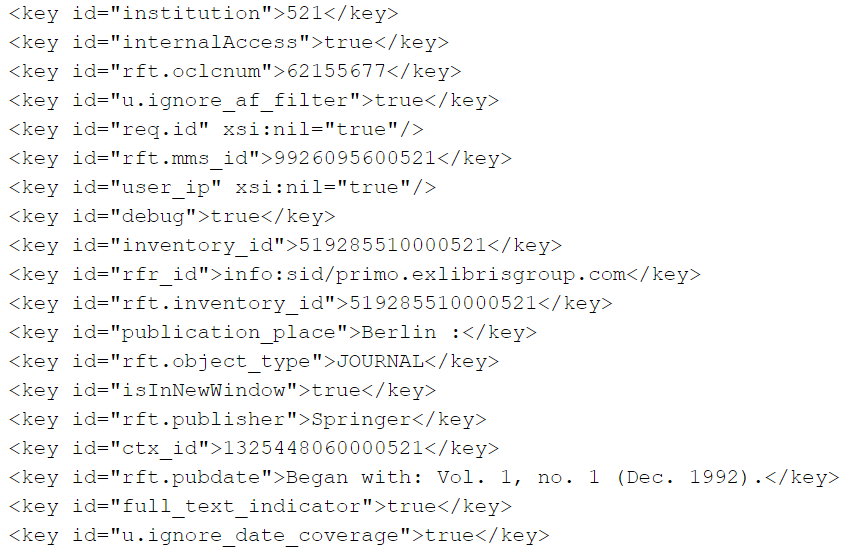 <key id="institution">521</key>
<key id="internalAccess">true</key>
<key id="rft.oclcnum">62155677</key>
<key id="u.ignore_af_filter">true</key>
<key id="req.id" xsi:nil="true"/>
<key id="rft.mms_id">9926095600521</key>
<key id="user_ip" xsi:nil="true"/>
<key id="debug">true</key>
<key id="inventory_id">519285510000521</key>
<key id="rfr_id">info:sid/primo.exlibrisgroup.com</key>
<key id="rft.inventory_id">519285510000521</key>
<key id="publication_place">Berlin :</key>
<key id="rft.object_type">JOURNAL</key>
<key id="isInNewWindow">true</key>
<key id="rft.publisher">Springer</key>
<key id="ctx_id">1325448060000521</key>
<key id="rft.pubdate">Began with: Vol. 1, no. 1 (Dec. 1992).</key>
<key id="full_text_indicator">true</key>
<key id="u.ignore_date_coverage">true</key>